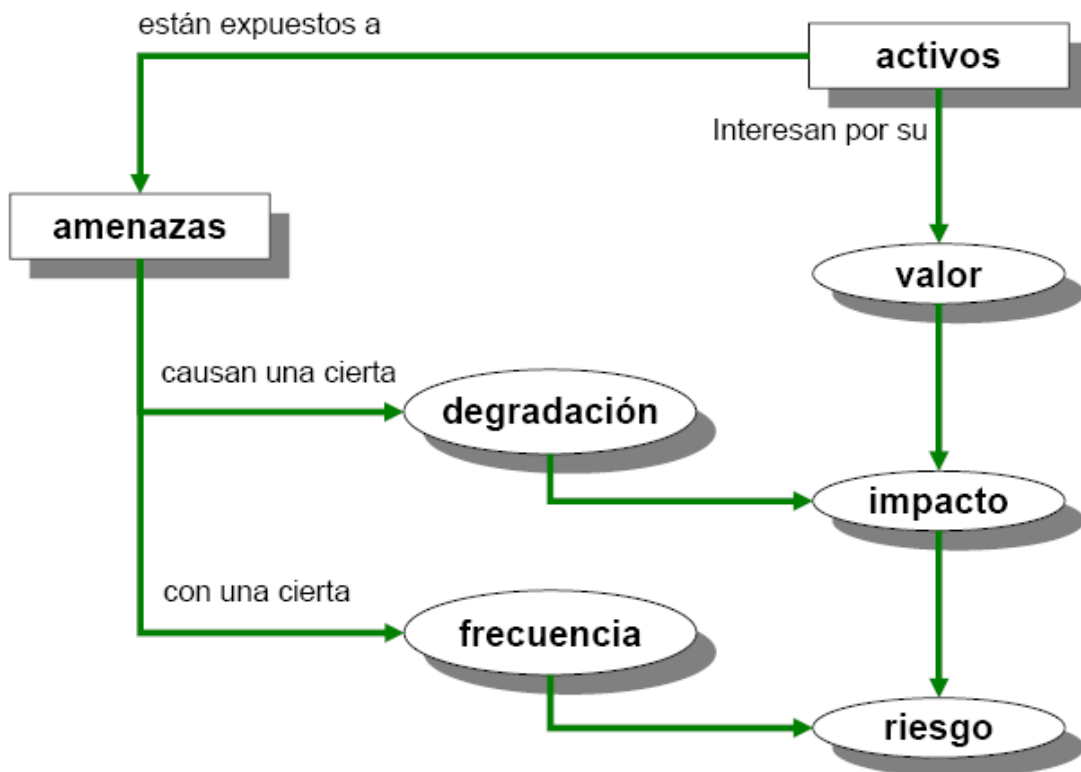 están expuestos a
activos
Interesan por su
amenazas
valor
causan una cierta
degradación
impacto
con una cierta
frecuencia
riesgo